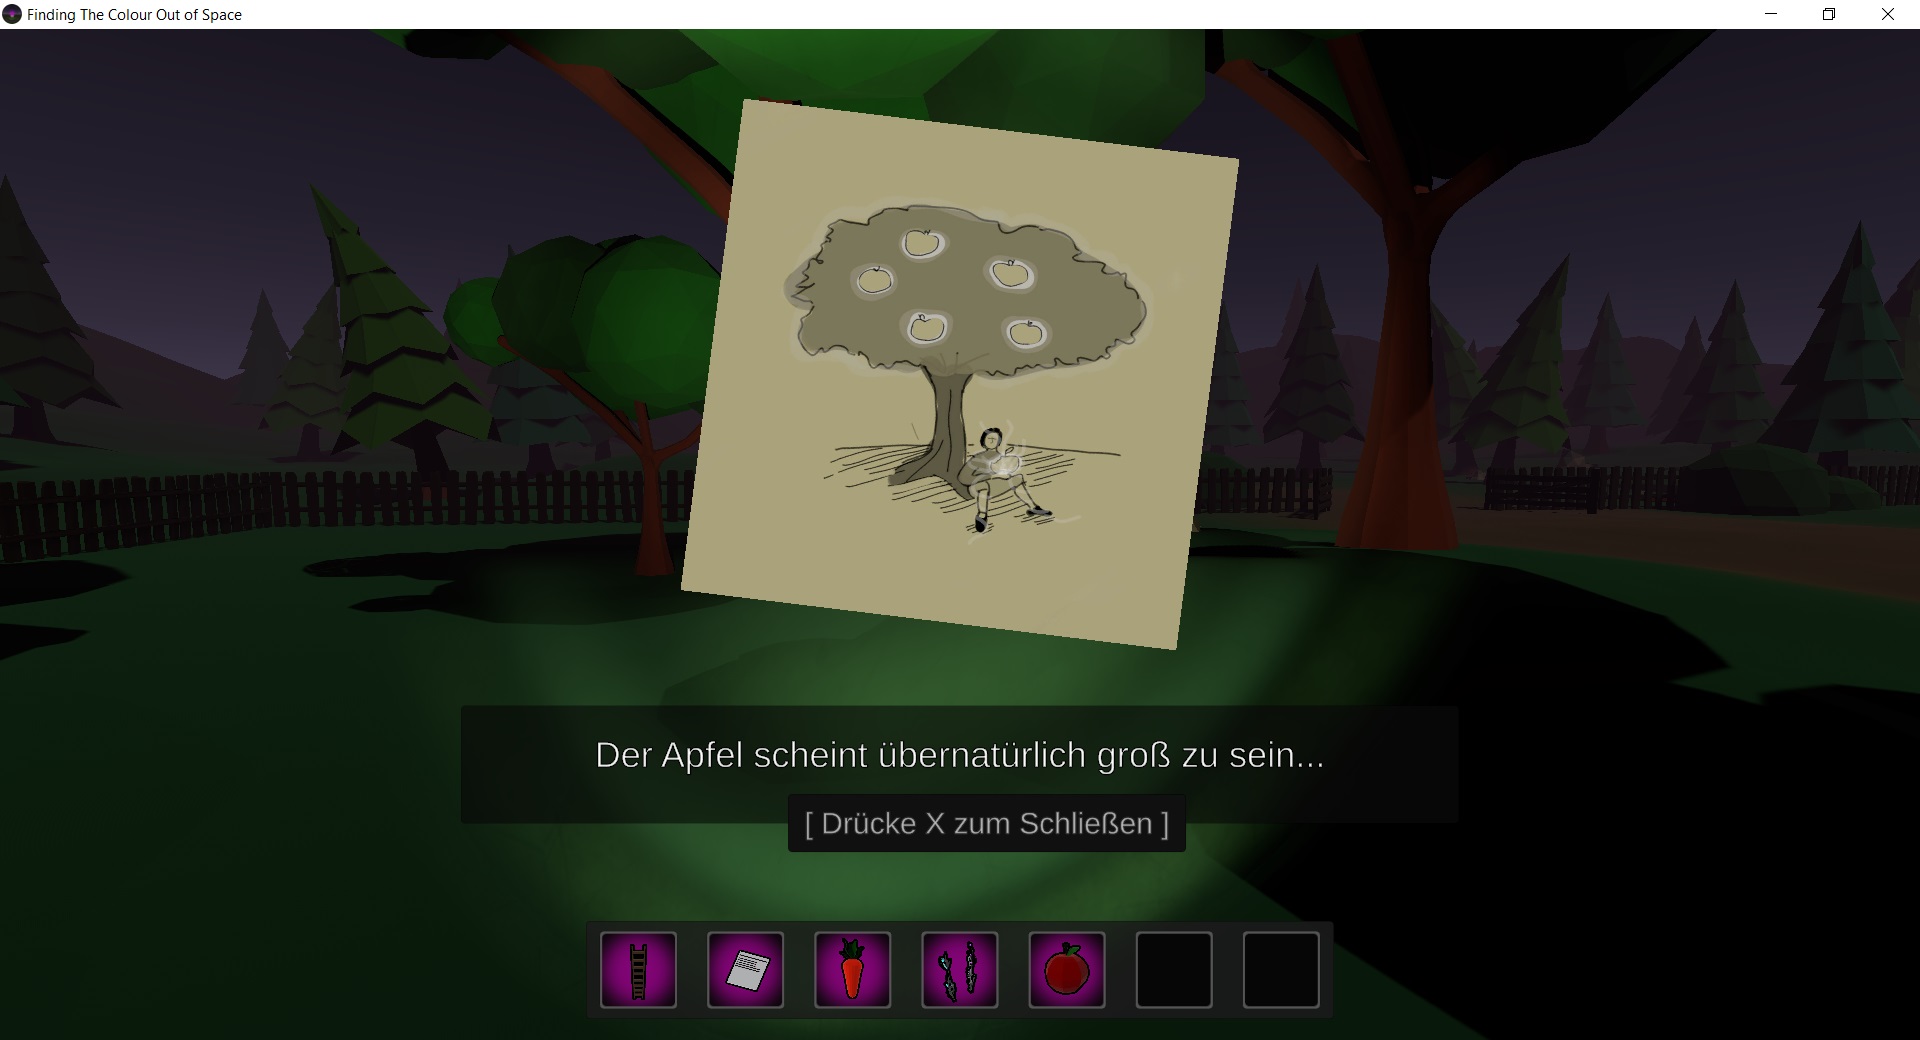 Finding The Colour Out of Space
Der Apfel scheint übernatürlich groß zu sein...
[ Drücke X zum Schließen ]